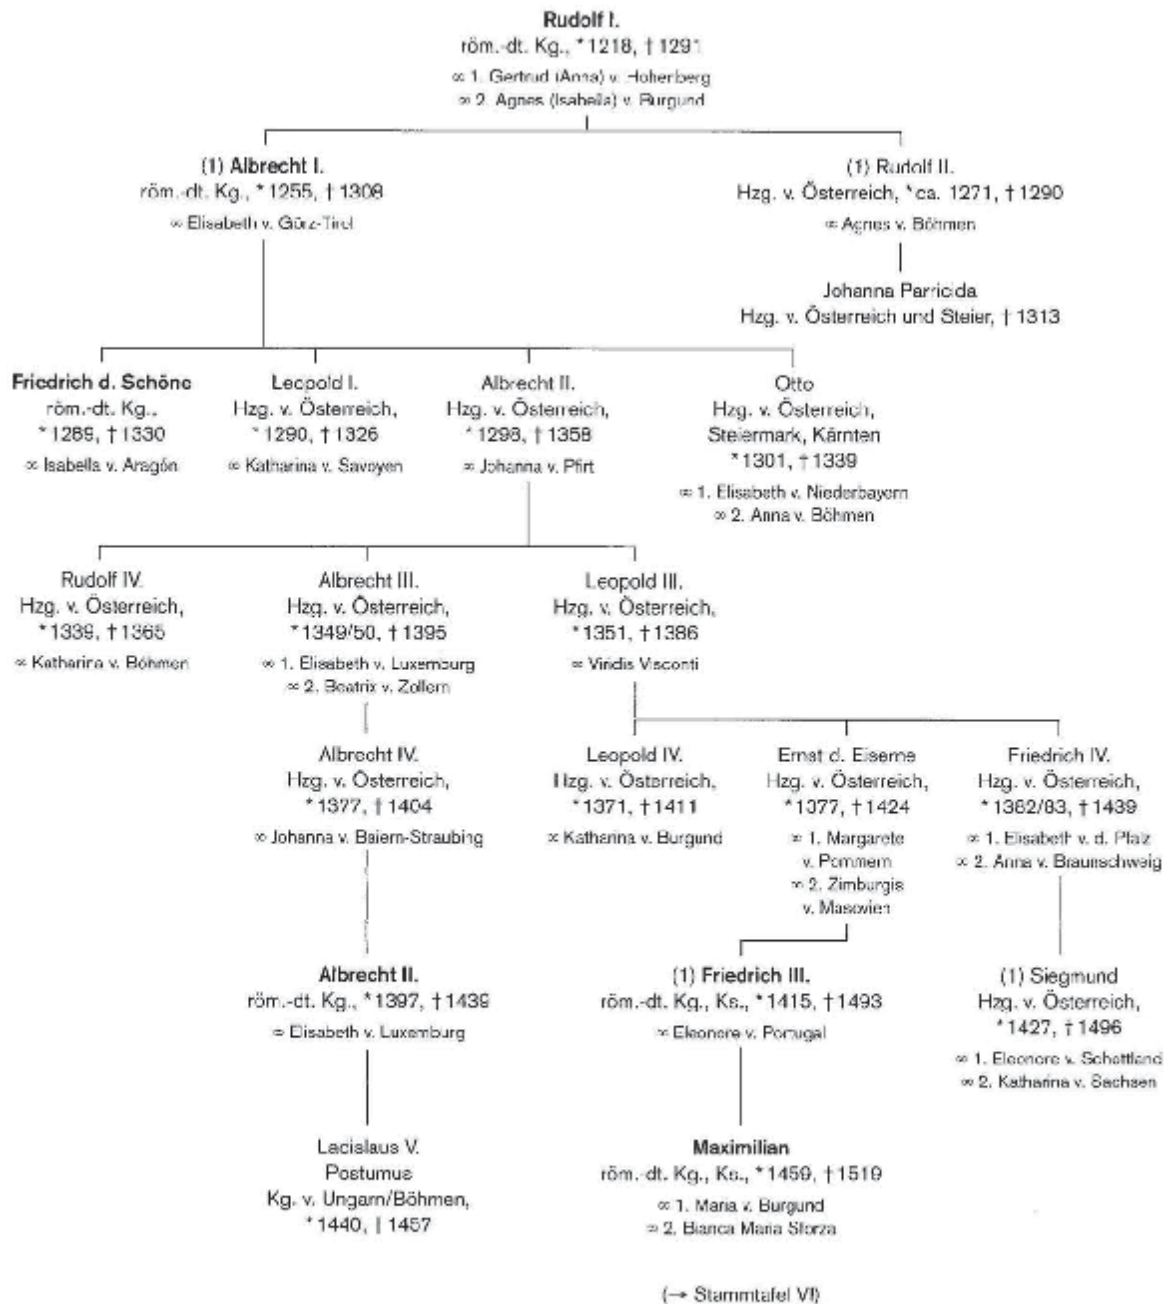 Rudolf I.
röm.-dt. Kg., *1218, †1291
∞ 1. Gertrud (Anna) v. Hohenberg
∞ 2. Agnes (Isabella) v. Burgund
(1) Albrecht I.
röm.-dt. Kg., *1255, †1308
∞ Elisabeth v. Görz-Tirol
(1) Rudolf II.
Hzg. v. Österreich, *ca. 1271, †1290
∞ Agnes v. Böhmen
Johanna Parricida
Hzg. v. Österreich und Steier, †1313
Friedrich d. Schöne
röm.-dt. Kg.,
*1289, †1330
∞ Isabella v. Aragón
Leopold I.
Hzg. v. Österreich,
*1290, †1326
∞ Katharina v. Savoyen
Albrecht II.
Hzg. v. Österreich,
*1298, †1358
∞ Johanna v. Pfirt
Otto
Hzg. v. Österreich,
Steiermark, Kärnten
*1301, †1339
∞ 1. Elisabeth v. Niederbayern
∞ 2. Anna v. Böhmen
Rudolf IV.
Hzg. v. Österreich,
*1339, †1365
∞ Katharina v. Böhmen
Albrecht III.
Hzg. v. Österreich,
*1349/50, †1395
∞ 1. Elisabeth v. Luxemburg
∞ 2. Beatrix v. Zollern
Leopold III.
Hzg. v. Österreich,
*1351, †1386
∞ Viridis Visconti
Albrecht IV.
Hzg. v. Österreich,
*1377, †1404
∞ Johanna v. Baiern-Straubing
Leopold IV.
Hzg. v. Österreich,
*1371, †1411
∞ Katharina v. Burgund
Ernst d. Eiserne
Hzg. v. Österreich,
*1377, †1424
∞ 1. Margarete
v. Pommern
∞ 2. Zimburgis
v. Masovien
Friedrich IV.
Hzg. v. Österreich,
*1382/83, †1439
∞ 1. Elisabeth v. d. Pfalz
∞ 2. Anna v. Braunschweig
Albrecht II.
röm.-dt. Kg., *1397, †1439
∞ Elisabeth v. Luxemburg
(1) Friedrich III.
röm.-dt. Kg., Ks., *1415, †1493
∞ Eleonore v. Portugal
(1) Siegmund
Hzg. v. Österreich,
*1427, †1496
∞ 1. Eleonore v. Schottland
∞ 2. Katharina v. Sachsen
Ladislaus V.
Postumus
Kg. v. Ungarn/Böhmen,
*1440, †1457
Maximilian
röm.-dt. Kg., Ks., *1459, †1519
∞ 1. Maria v. Burgund
∞ 2. Bianca Maria Sforza
(→ Stammtafel VI)